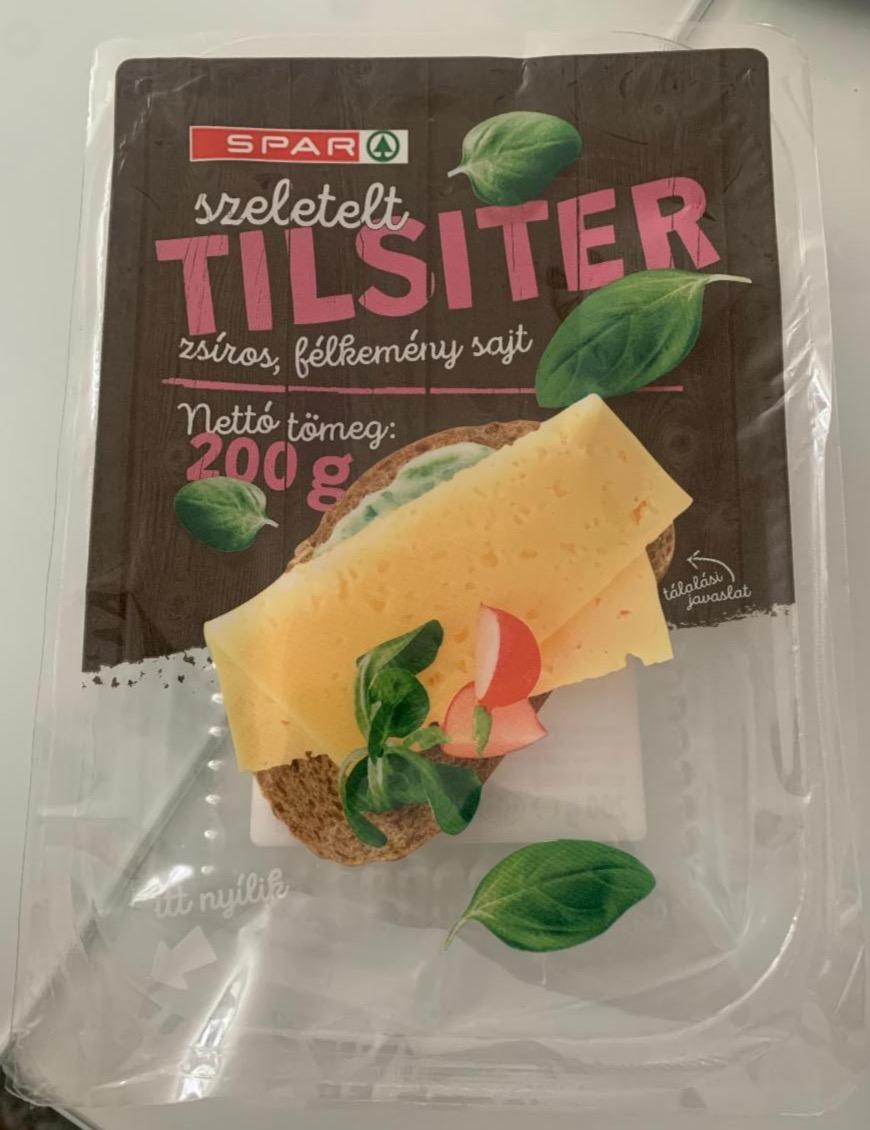 SPAR
szeletelt
TILSITER
zsíros, félkemény sajt
Nettó tömeg:
200 g
tálalási
javaslat
itt nyílik